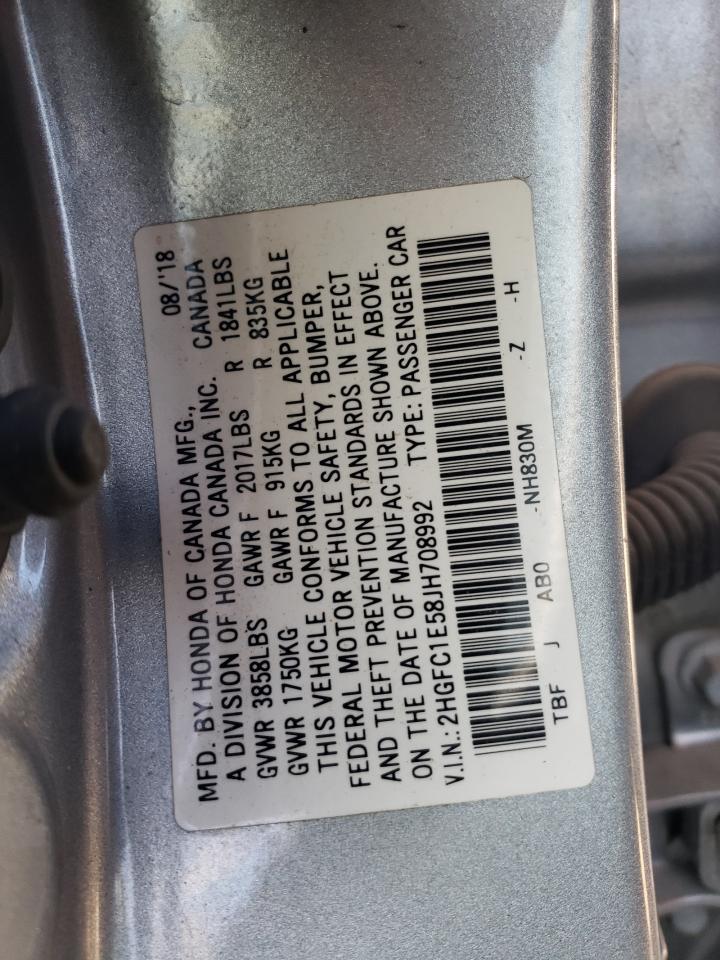 MFD. BY HONDA OF CANADA MFG., 08/'18
A DIVISION OF HONDA CANADA INC. CANADA
GVWR 3858LBS GAWR F 2017LBS R 1841LBS
GVWR 1750KG GAWR F 915KG R 835KG
THIS VEHICLE CONFORMS TO ALL APPLICABLE
FEDERAL MOTOR VEHICLE SAFETY, BUMPER,
AND THEFT PREVENTION STANDARDS IN EFFECT
ON THE DATE OF MANUFACTURE SHOWN ABOVE.
V.I.N.: 2HGFC1E58JH708992 TYPE: PASSENGER CAR
TBF J AB0 -NH830M -Z -H